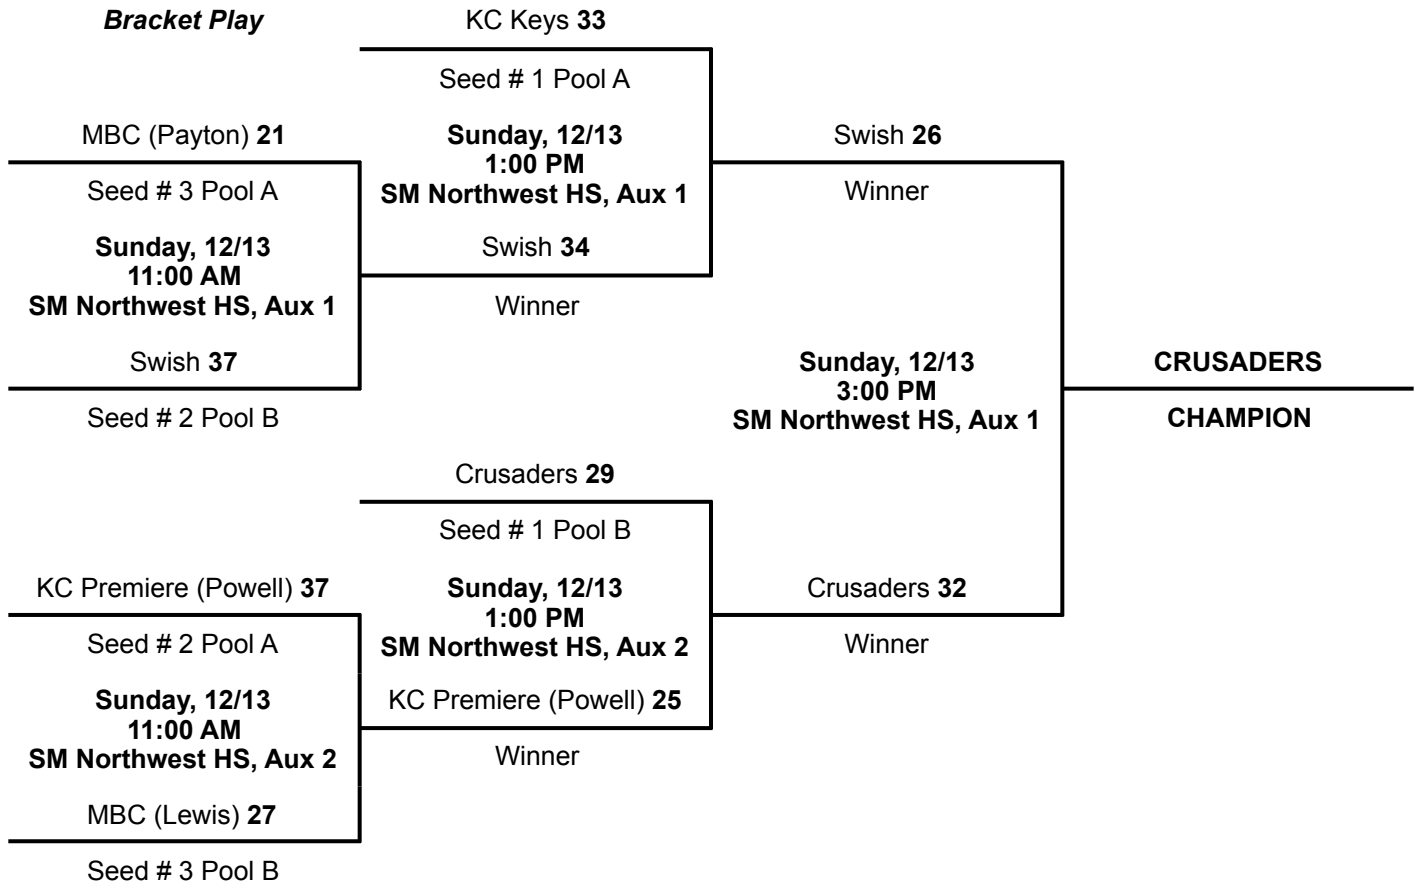 Bracket Play
KC Keys 33
Seed # 1 Pool A
MBC (Payton) 21
Sunday, 12/13
1:00 PM
SM Northwest HS, Aux 1
Swish 26
Seed # 3 Pool A
Winner
Sunday, 12/13
11:00 AM
SM Northwest HS, Aux 1
Swish 34
Winner
Swish 37
Seed # 2 Pool B
Sunday, 12/13
3:00 PM
SM Northwest HS, Aux 1
CRUSADERS
CHAMPION
Crusaders 29
Seed # 1 Pool B
KC Premiere (Powell) 37
Sunday, 12/13
1:00 PM
SM Northwest HS, Aux 2
Crusaders 32
Seed # 2 Pool A
Winner
Sunday, 12/13
11:00 AM
SM Northwest HS, Aux 2
KC Premiere (Powell) 25
Winner
MBC (Lewis) 27
Seed # 3 Pool B